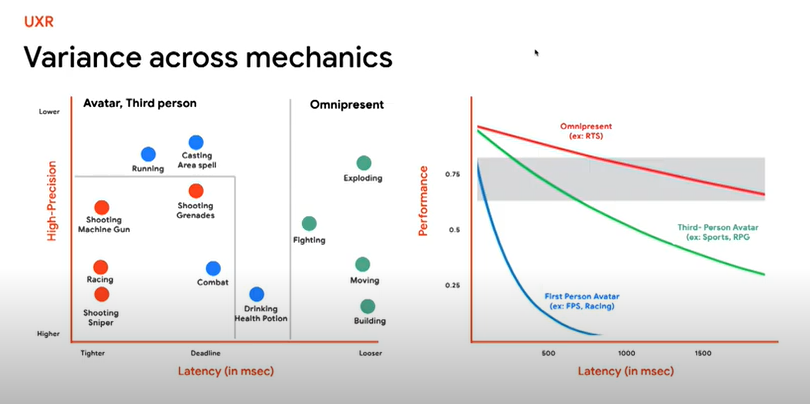 UXR
Variance across mechanics
Avatar, Third person
Omnipresent
Lower
High-Precision
Higher
Running
Casting
Area spell
Exploding
Shooting
Machine Gun
Shooting
Grenades
Fighting
Racing
Combat
Moving
Shooting
Sniper
Drinking
Health Potion
Building
Tighter
Deadline
Looser
Latency (in msec)
Performance
0.75
0.5
0.25
Omnipresent
(ex: RTS)
Third- Person Avatar
(ex: Sports, RPG
First Person Avatar
(ex: FPS, Racing)
500
1000
1500
Latency (in msec)